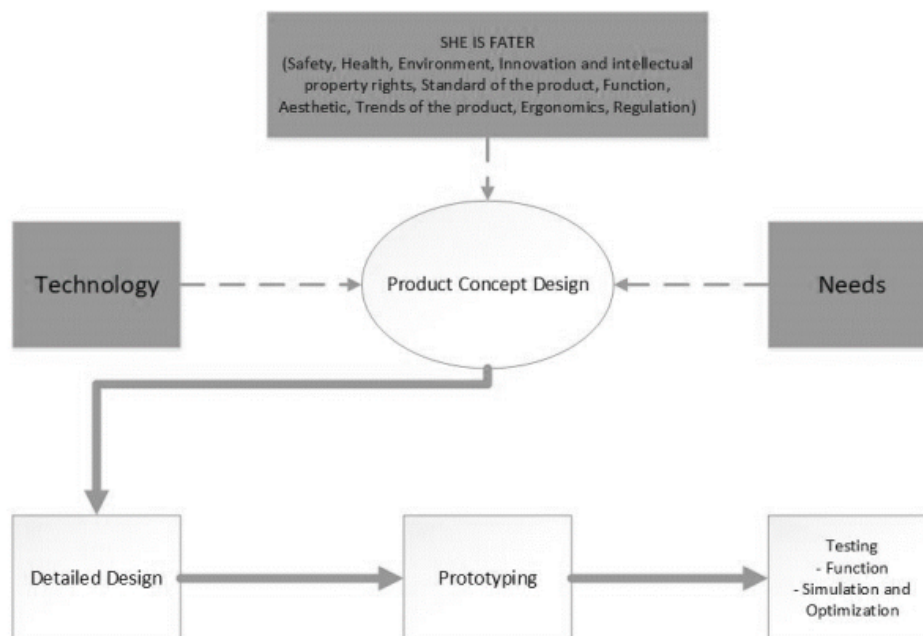 SHE IS FATER
(Safety, Health, Environment, Innovation and intellectual
property rights, Standard of the product, Function,
Aesthetic, Trends of the product, Ergonomics, Regulation)
Technology
Product Concept Design
Needs
Detailed Design
Prototyping
Testing
- Function
- Simulation and
Optimization